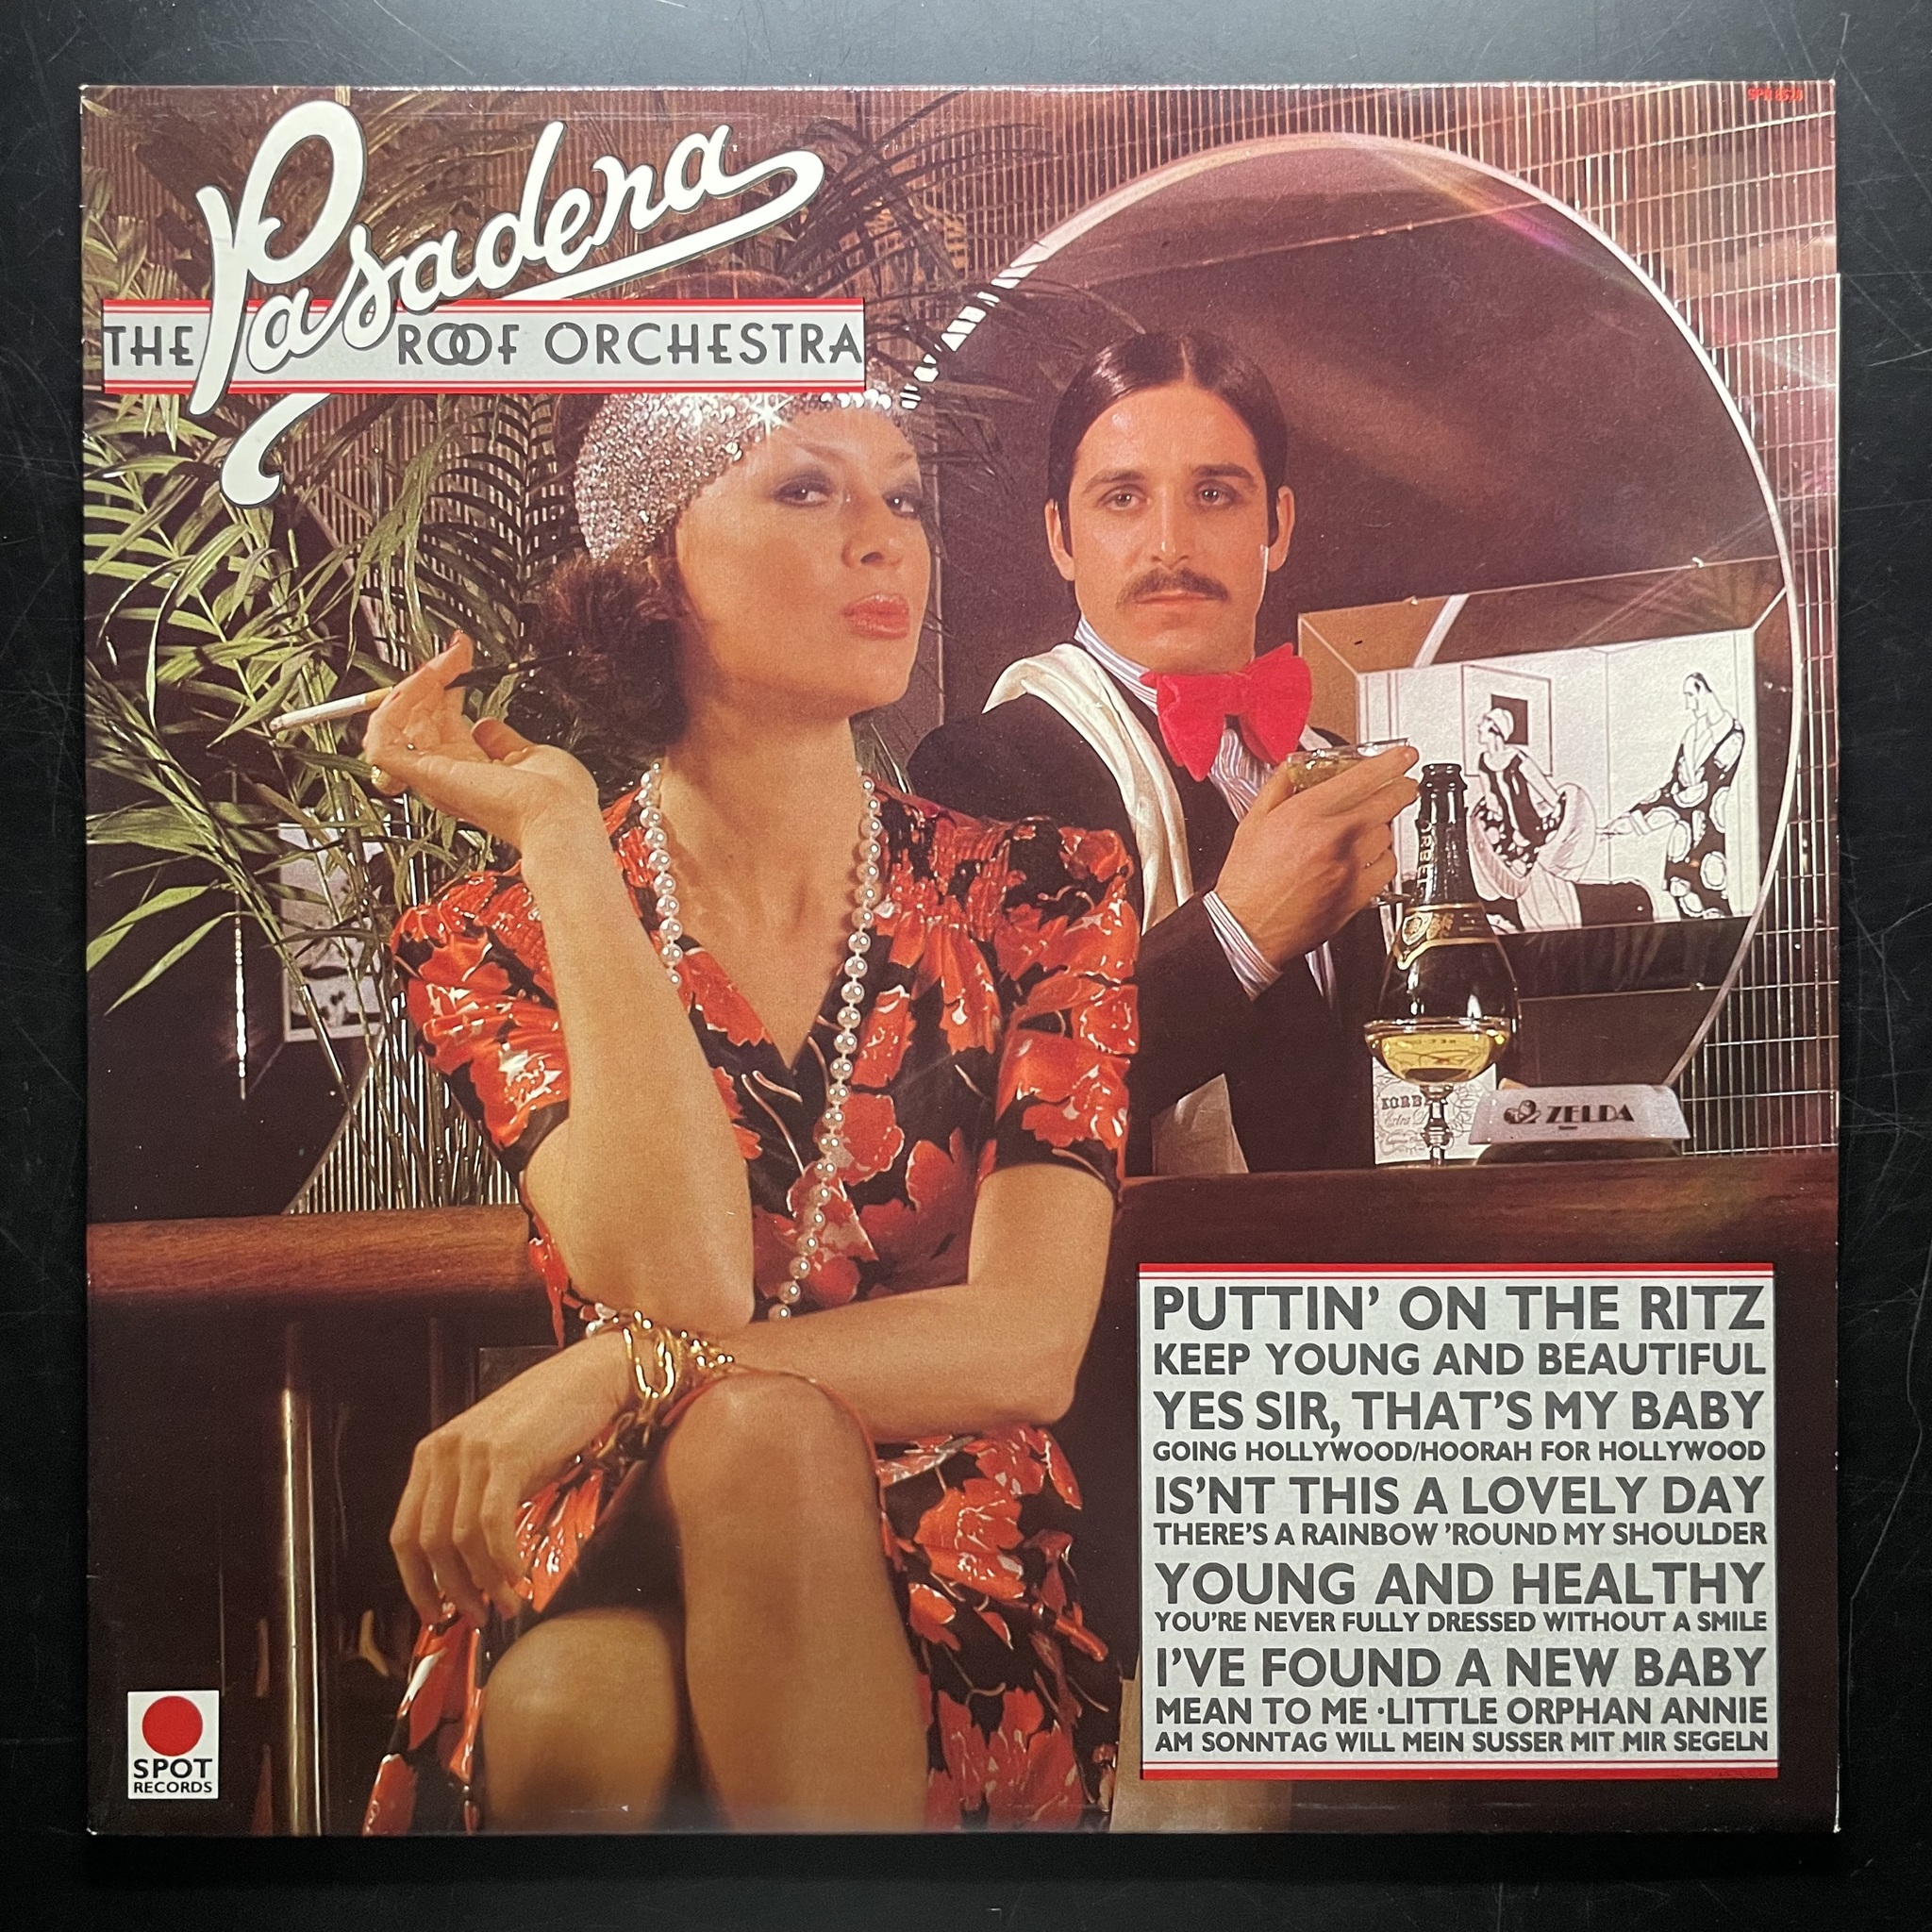 Pasadena
THE ROOF ORCHESTRA
ZELDA
PUTTIN' ON THE RITZ
KEEP YOUNG AND BEAUTIFUL
YES SIR, THAT'S MY BABY
GOING HOLLYWOOD/HOORAH FOR HOLLYWOOD
IS'NT THIS A LOVELY DAY
THERE'S A RAINBOW 'ROUND MY SHOULDER
YOUNG AND HEALTHY
YOU'RE NEVER FULLY DRESSED WITHOUT A SMILE
I'VE FOUND A NEW BABY
MEAN TO ME · LITTLE ORPHAN ANNIE
AM SONNTAG WILL MEIN SUSSER MIT MIR SEGELN
SPOT
RECORDS